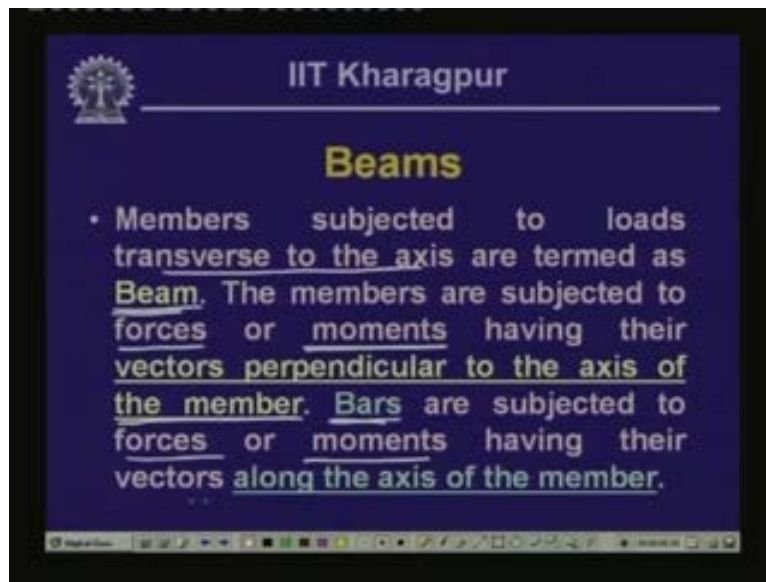 IIT Kharagpur
Beams
• Members subjected to loads
transverse to the axis are termed as
Beam. The members are subjected to
forces or moments having their
vectors perpendicular to the axis of
the member. Bars are subjected to
forces or moments having their
vectors along the axis of the member.